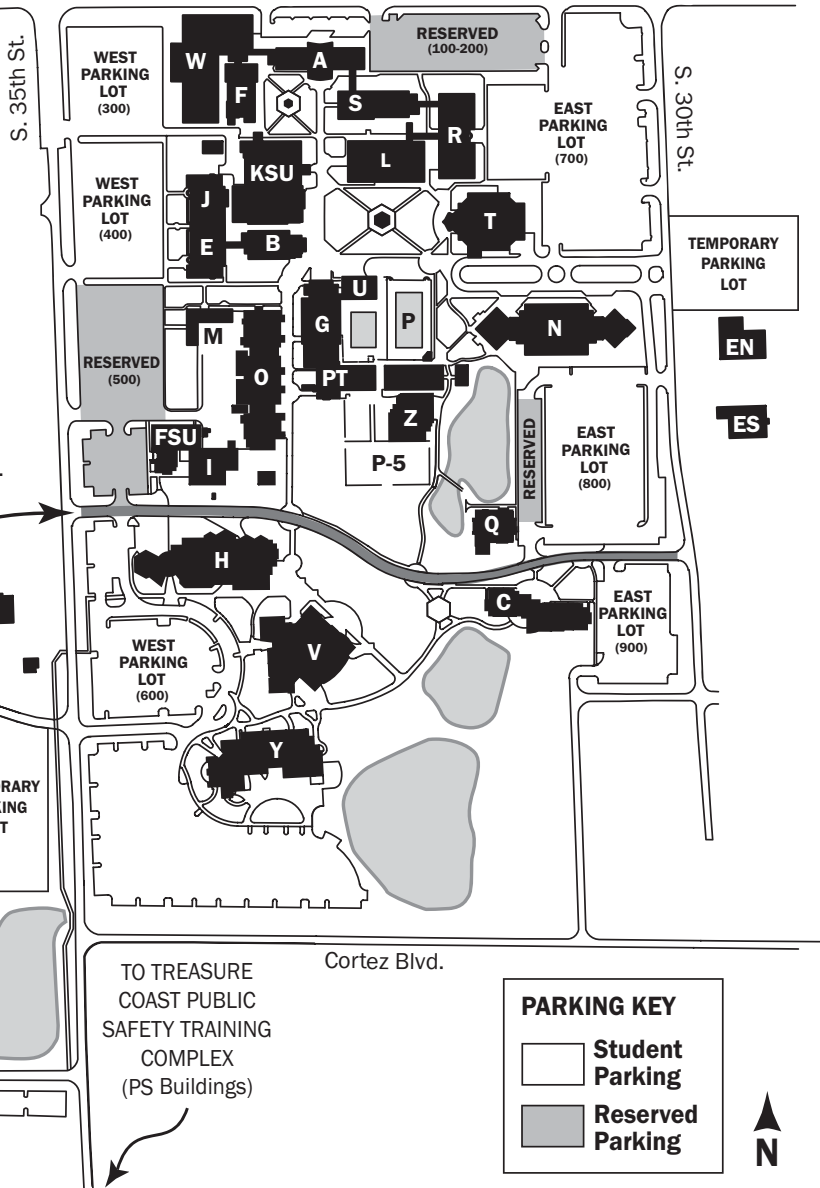 RESERVED
(100-200)
W
A
S. 35th St.
WEST
PARKING
LOT
(300)
F
S
R
EAST
PARKING
LOT
(700)
S. 30th St.
L
KSU
WEST
PARKING
LOT
(400)
J
T
E
B
TEMPORARY
PARKING
LOT
U
G
P
N
M
EN
RESERVED
(500)
O
PT
Z
ES
FSU
I
P-5
RESERVED
EAST
PARKING
LOT
(800)
Q
H
C
EAST
PARKING
LOT
(900)
WEST
PARKING
LOT
(600)
V
Y
RARY
KING
T
Cortez Blvd.
TO TREASURE
COAST PUBLIC
SAFETY TRAINING
COMPLEX
(PS Buildings)
PARKING KEY
Student
Parking
Reserved
Parking
N